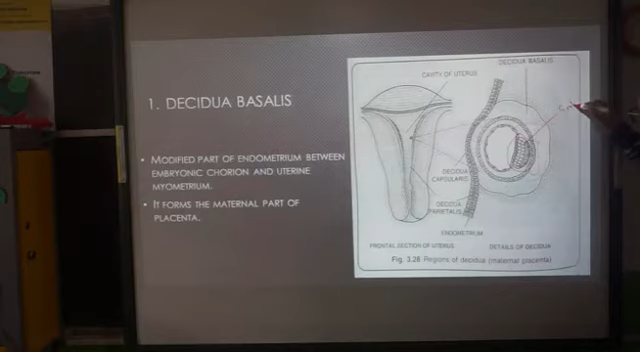 1. DECIDUA BASALIS
• MODIFIED PART OF ENDOMETRIUM BETWEEN
EMBRYONIC CHORION AND UTERINE
MYOMETRIUM.
• IT FORMS THE MATERNAL PART OF
PLACENTA.
DECIDUA BASALIS
CAVITY OF UTERUS
DECIDUA
CAPSULARIS
DECIDUA
PARIETALIS
ENDOMETRIUM
FRONTAL SECTION OF UTERUS
DETAILS OF DECIDUA
Fig. 3.28 Regions of decidua (maternal placenta)